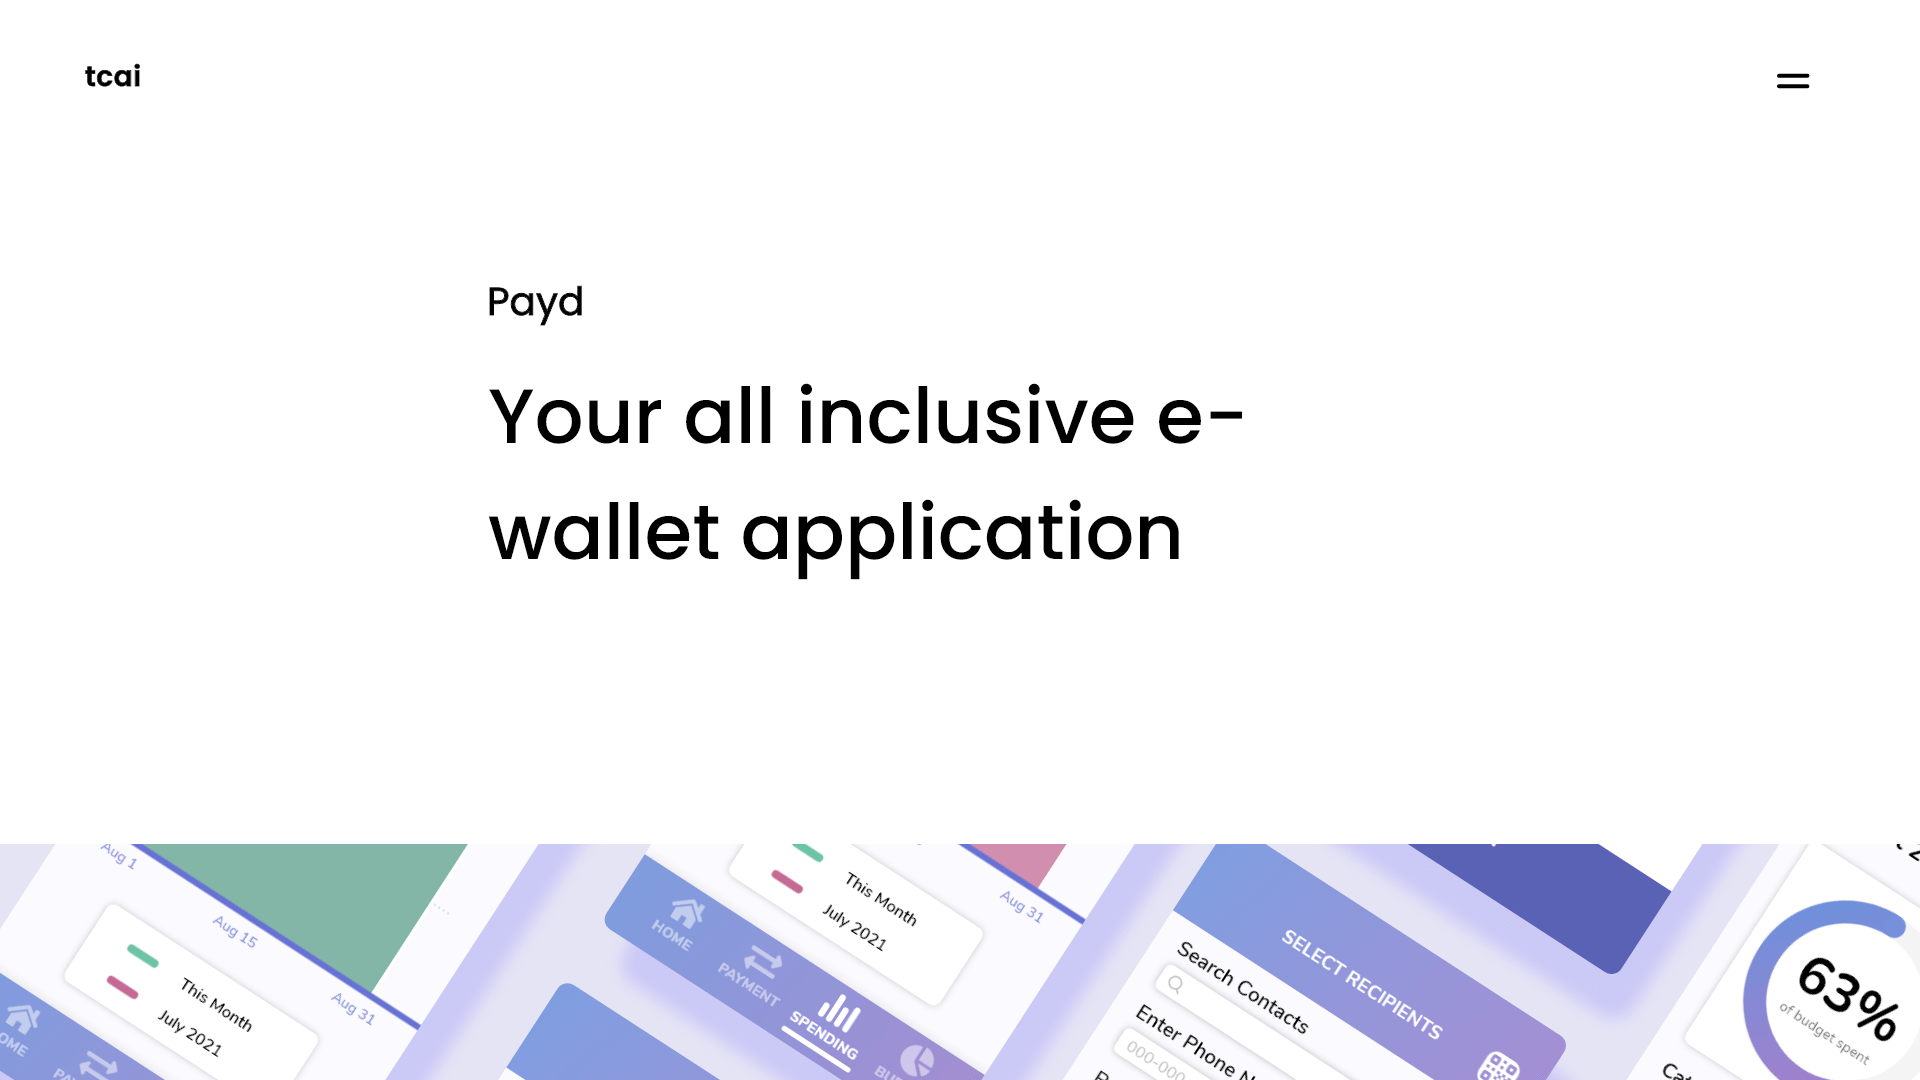 tcai
Payd
Your all inclusive e-
wallet application
Aug 1
Aug 15
Aug 31
This Month
July 2021
This Month
July 2021
Aug 31
HOME
PAYMENT
SPENDING
SELECT RECIPIENTS
Search Contacts
Enter Phone
000-000
63%
of budget spent